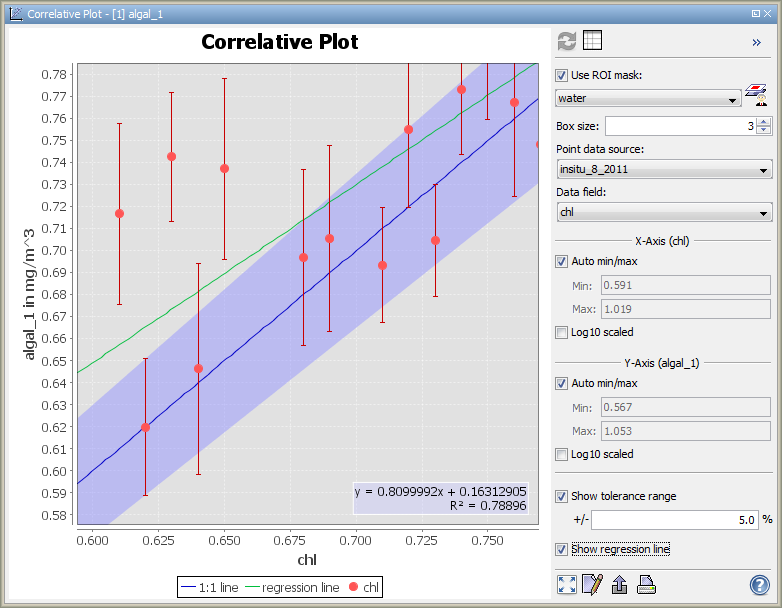 Correlative Plot - [1] algal_1
Correlative Plot
0.78
0.77
0.76
0.75
0.74
0.73
0.72
0.71
0.70
0.69
0.68
0.67
0.66
0.65
0.64
0.63
0.62
0.61
0.60
0.59
0.58
algal_1 in mg/m^3
y = 0.8099992x + 0.16312905
R² = 0.78896
0.600 0.625 0.650 0.675 0.700 0.725 0.750
chl
1:1 line regression line chl
»
Use ROI mask:
water
Box size: 3
Point data source:
insitu_8_2011
Data field:
chl
X-Axis (chl)
Auto min/max
Min: 0.591
Max: 1.019
Log10 scaled
Y-Axis (algal_1)
Auto min/max
Min: 0.567
Max: 1.053
Log10 scaled
Show tolerance range
+/- 5.0 %
Show regression line
?